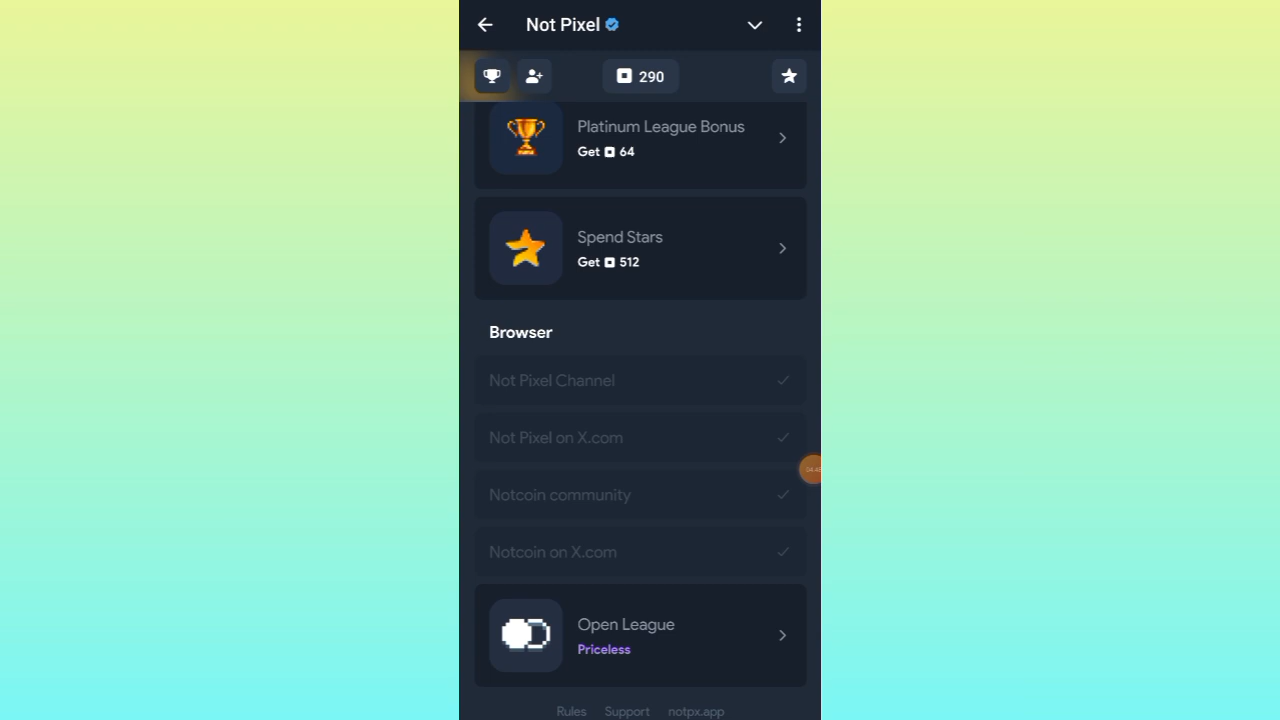 Not Pixel
290
Platinum League Bonus
Get 64
Spend Stars
Get 512
Browser
Not Pixel Channel
Not Pixel on X.com
Notcoin community
Notcoin on X.com
Open League
Priceless
Rules Support notpx.app